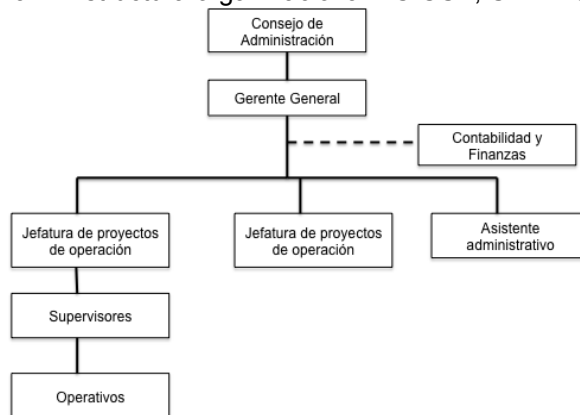 Consejo de
Administración
Gerente General
Contabilidad y
Finanzas
Jefatura de proyectos
de operación
Jefatura de proyectos
de operación
Asistente
administrativo
Supervisores
Operativos